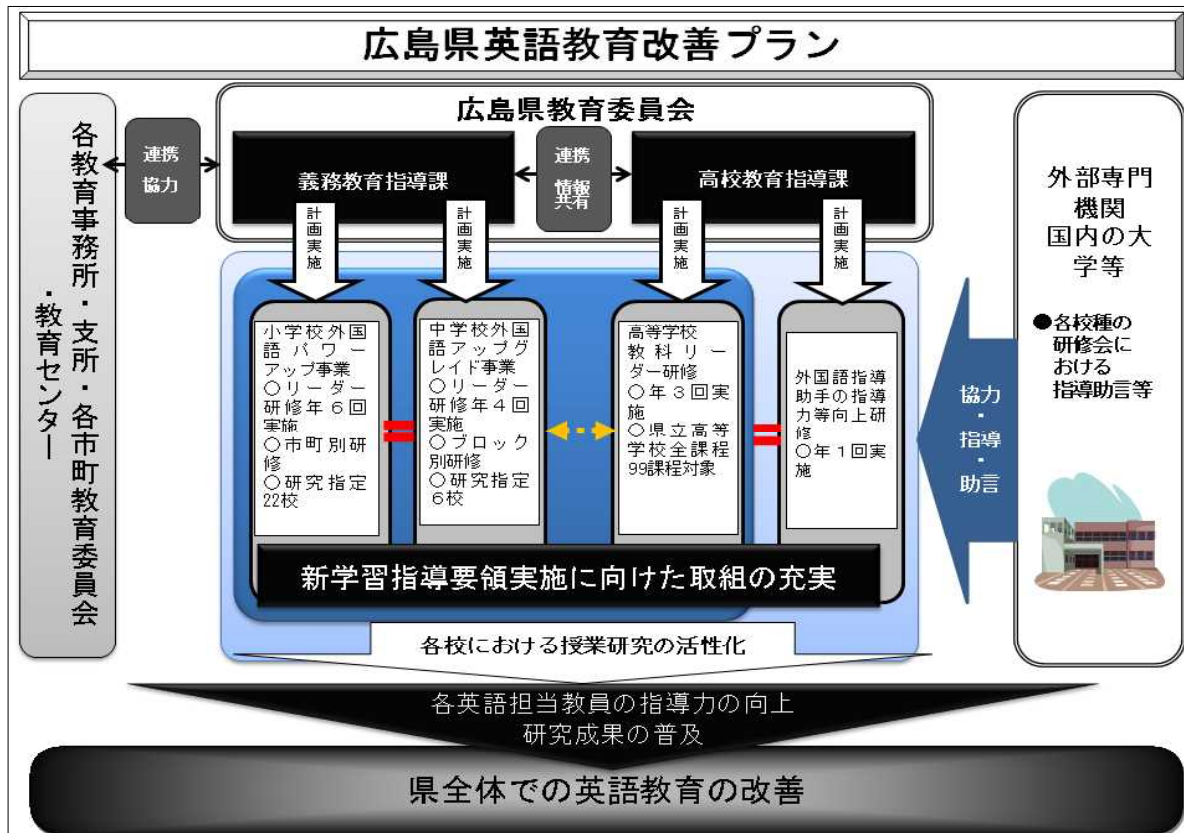 広島県英語教育改善プラン
各教育事務所・支所・各市町教育委員会
・教育センター
連携
協力
広島県教育委員会
義務教育指導課
連携
情報
共有
高校教育指導課
計画実施
計画実施
計画実施
計画実施
小学校外国
語パワー
アップ事業
○リーダー
研修年6回
実施
○市町別研
修
○研究指定
22校
中学校外国
語アップグ
レイド事業
○リーダー
研修年4回
実施
○ブロック
別研修
○研究指定
6校
高等学校
教科リー
ダー研修
○年3回実
施
○県立高等
学校全課程
99課程対象
外国語指導
助手の指導
力等向上研
修
○年1回実
施
協力
・
指導
・
助言
外部専門
機関
国内の大
学等
●各校種の
研修会に
おける
指導助言等
新学習指導要領実施に向けた取組の充実
各校における授業研究の活性化
各英語担当教員の指導力の向上
研究成果の普及
県全体での英語教育の改善